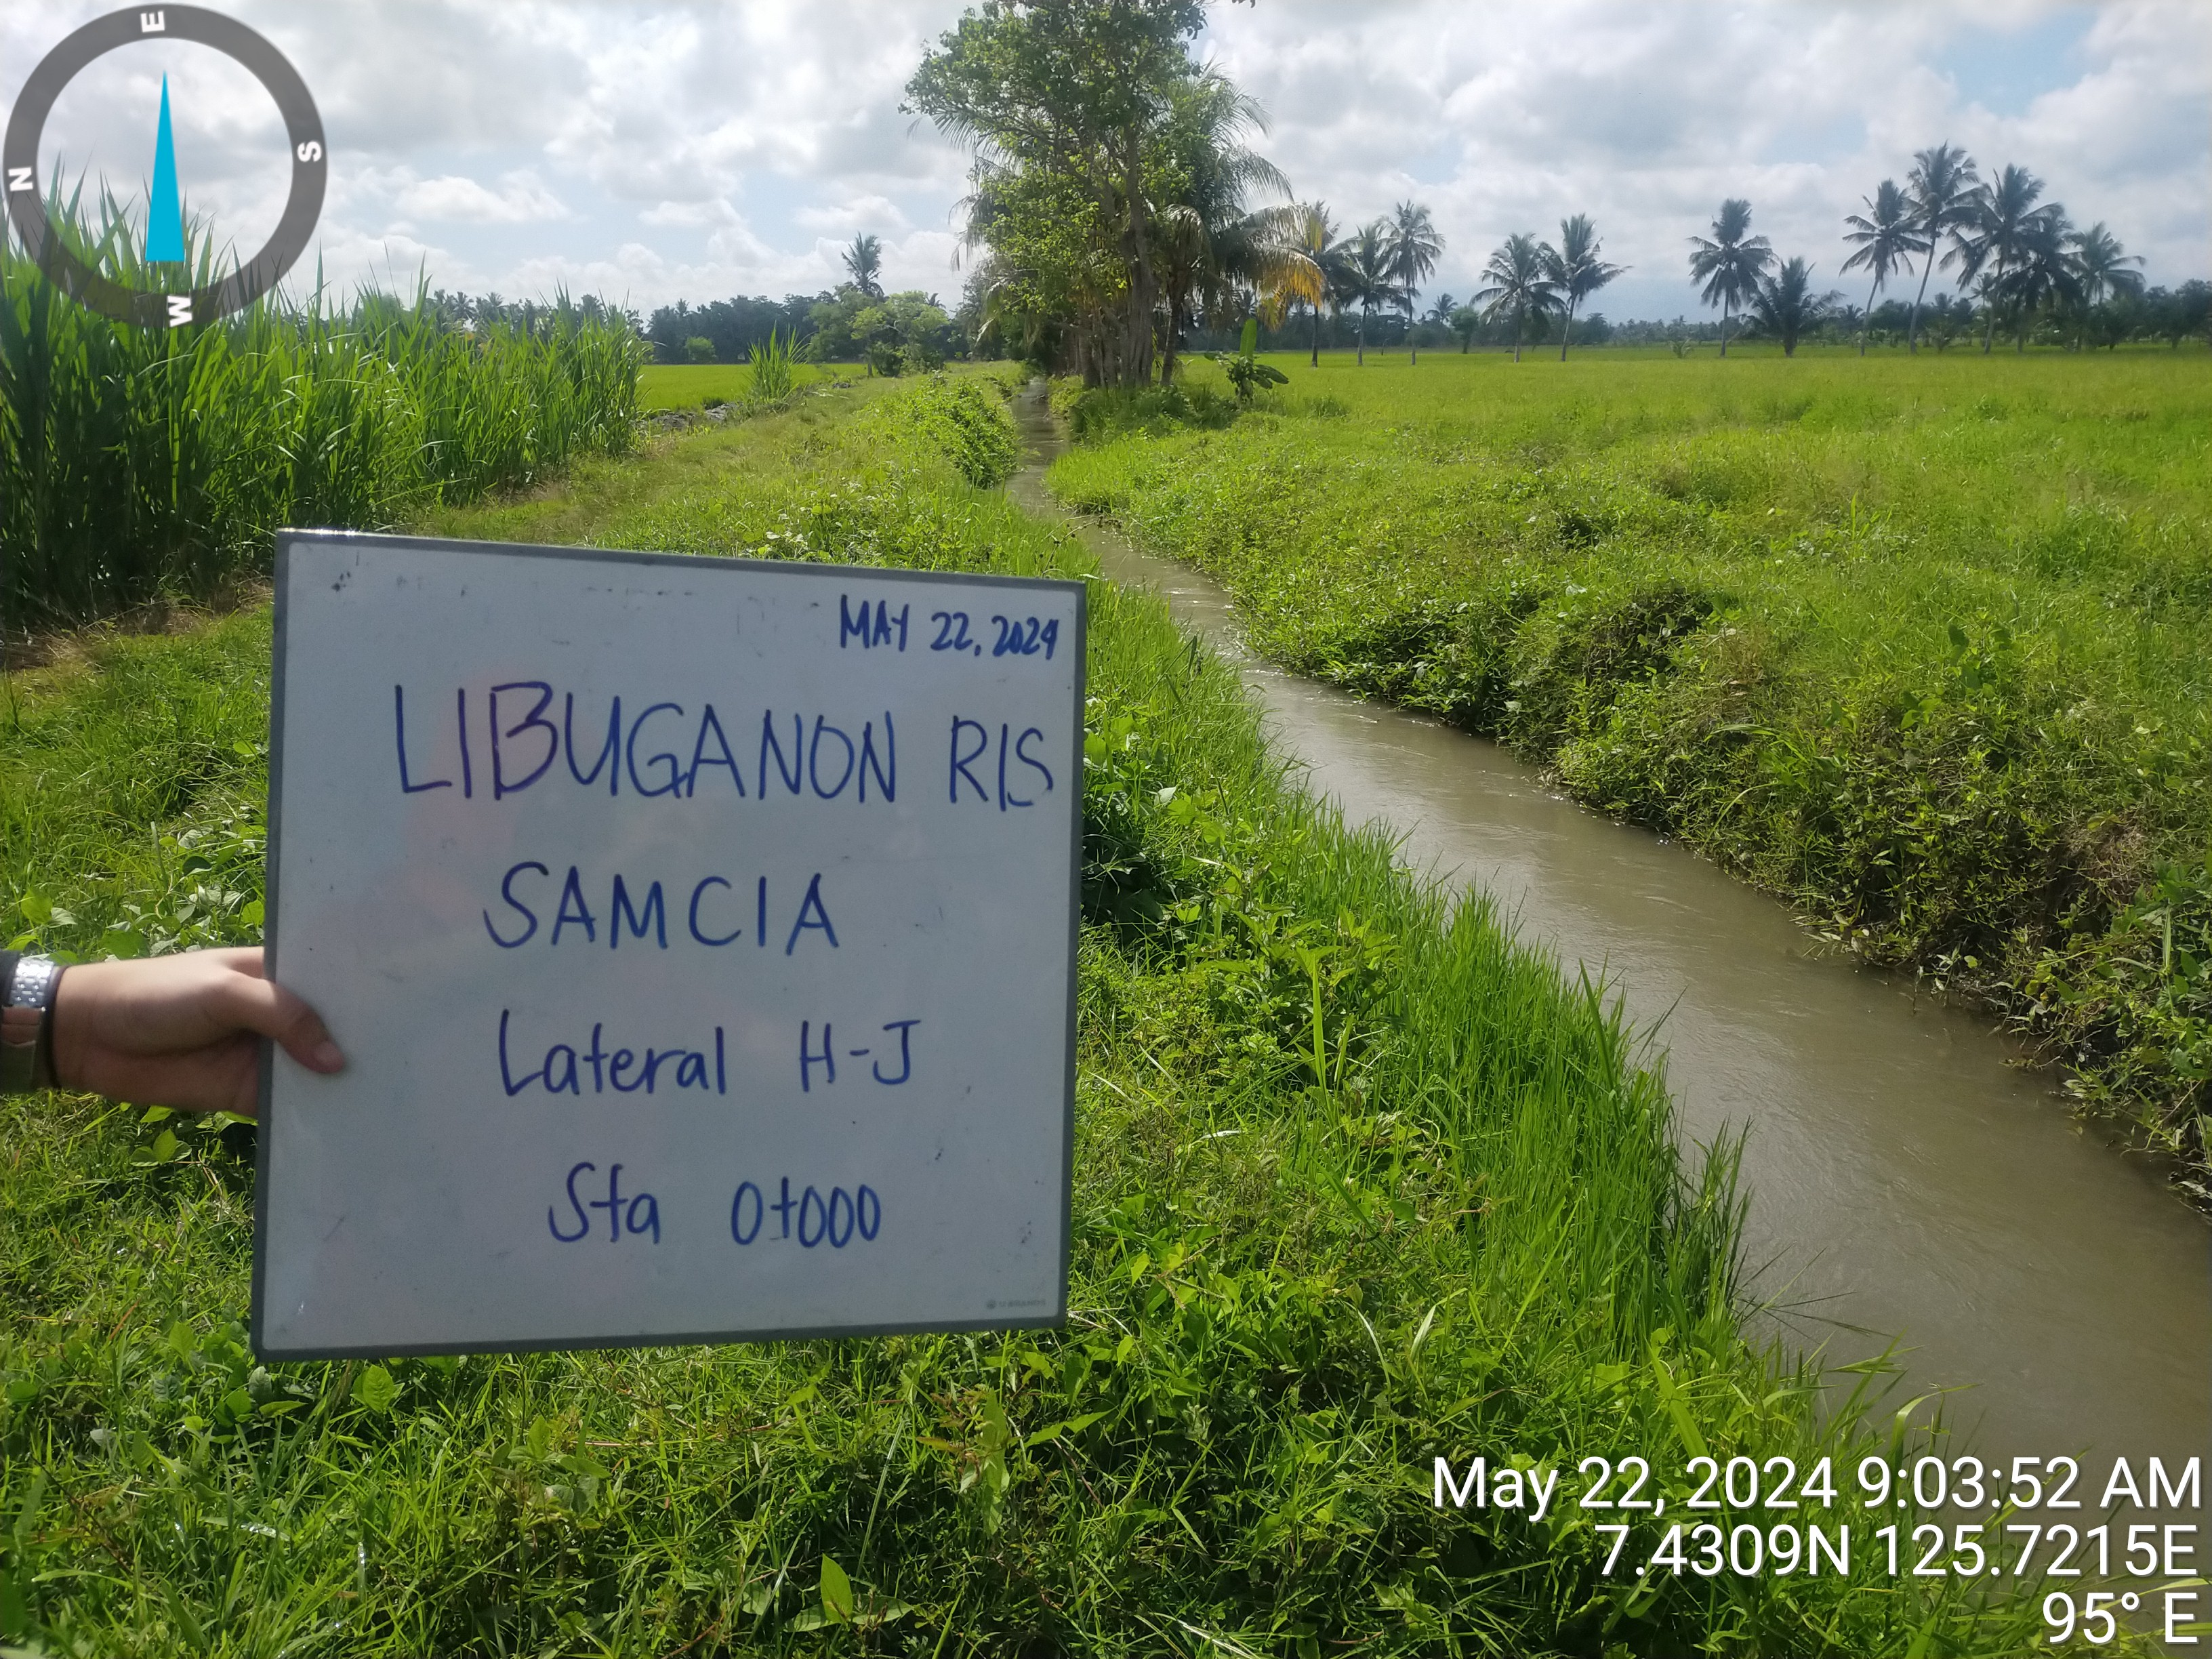 E
N
S
W
MAY 22, 2024
LIBUGANON RIS
SAMCIA
Lateral H-J
Sta 0+000
May 22, 2024 9:03:52 AM
7.4309N 125.7215E
95° E